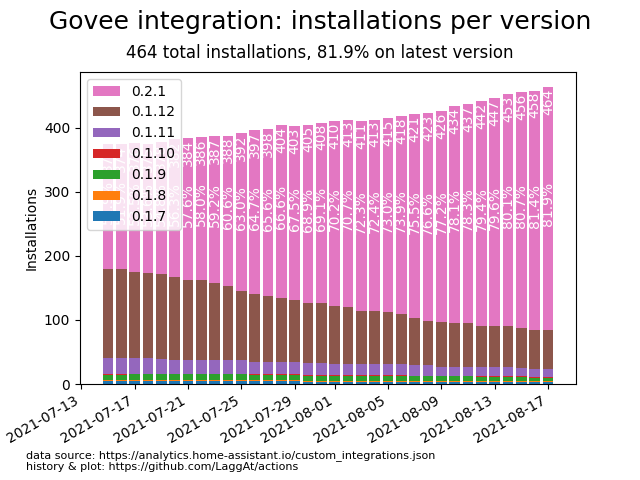 Govee integration: installations per version
464 total installations, 81.9% on latest version
Installations
400
300
200
100
0
0.2.1
0.1.12
0.1.11
0.1.10
0.1.9
0.1.8
0.1.7
384 386 387 388 392 397 398 404 403 405 408 410 413 411 413 415 418 421 423 426 434 437 442 447 453 456 458 464
57.6% 58.0% 59.2% 60.6% 63.0% 64.7% 65.6% 66.6% 67.5% 68.9% 69.1% 70.2% 70.7% 72.3% 72.4% 73.0% 73.9% 75.5% 76.6% 77.2% 78.1% 78.3% 79.4% 79.6% 80.1% 80.7% 81.4% 81.9%
2021-07-13 2021-07-17 2021-07-21 2021-07-25 2021-07-29 2021-08-01 2021-08-05 2021-08-09 2021-08-13 2021-08-17
data source: https://analytics.home-assistant.io/custom_integrations.json
history & plot: https://github.com/LaggAt/actions